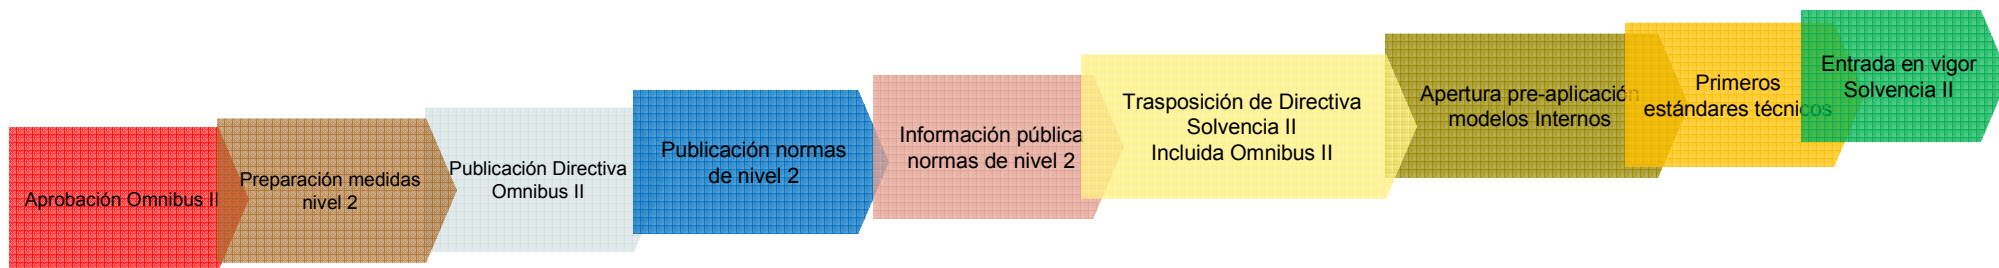 Aprobación Omnibus II
Preparación medidas
nivel 2
Publicación Directiva
Omnibus II
Publicación normas
de nivel 2
Información pública
normas de nivel 2
Trasposición de Directiva
Solvencia II
Incluida Omnibus II
Apertura pre-aplicación
modelos Internos
Primeros
estándares técnicos
Entrada en vigor
Solvencia II